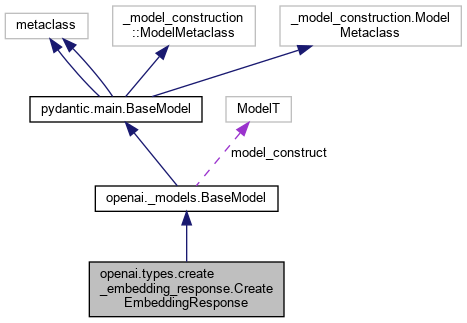 metaclass
_model_construction
::ModelMetaclass
_model_construction.Model
Metaclass
pydantic.main.BaseModel
ModelT
model_construct
openai._models.BaseModel
openai.types.create
_embedding_response.Create
EmbeddingResponse